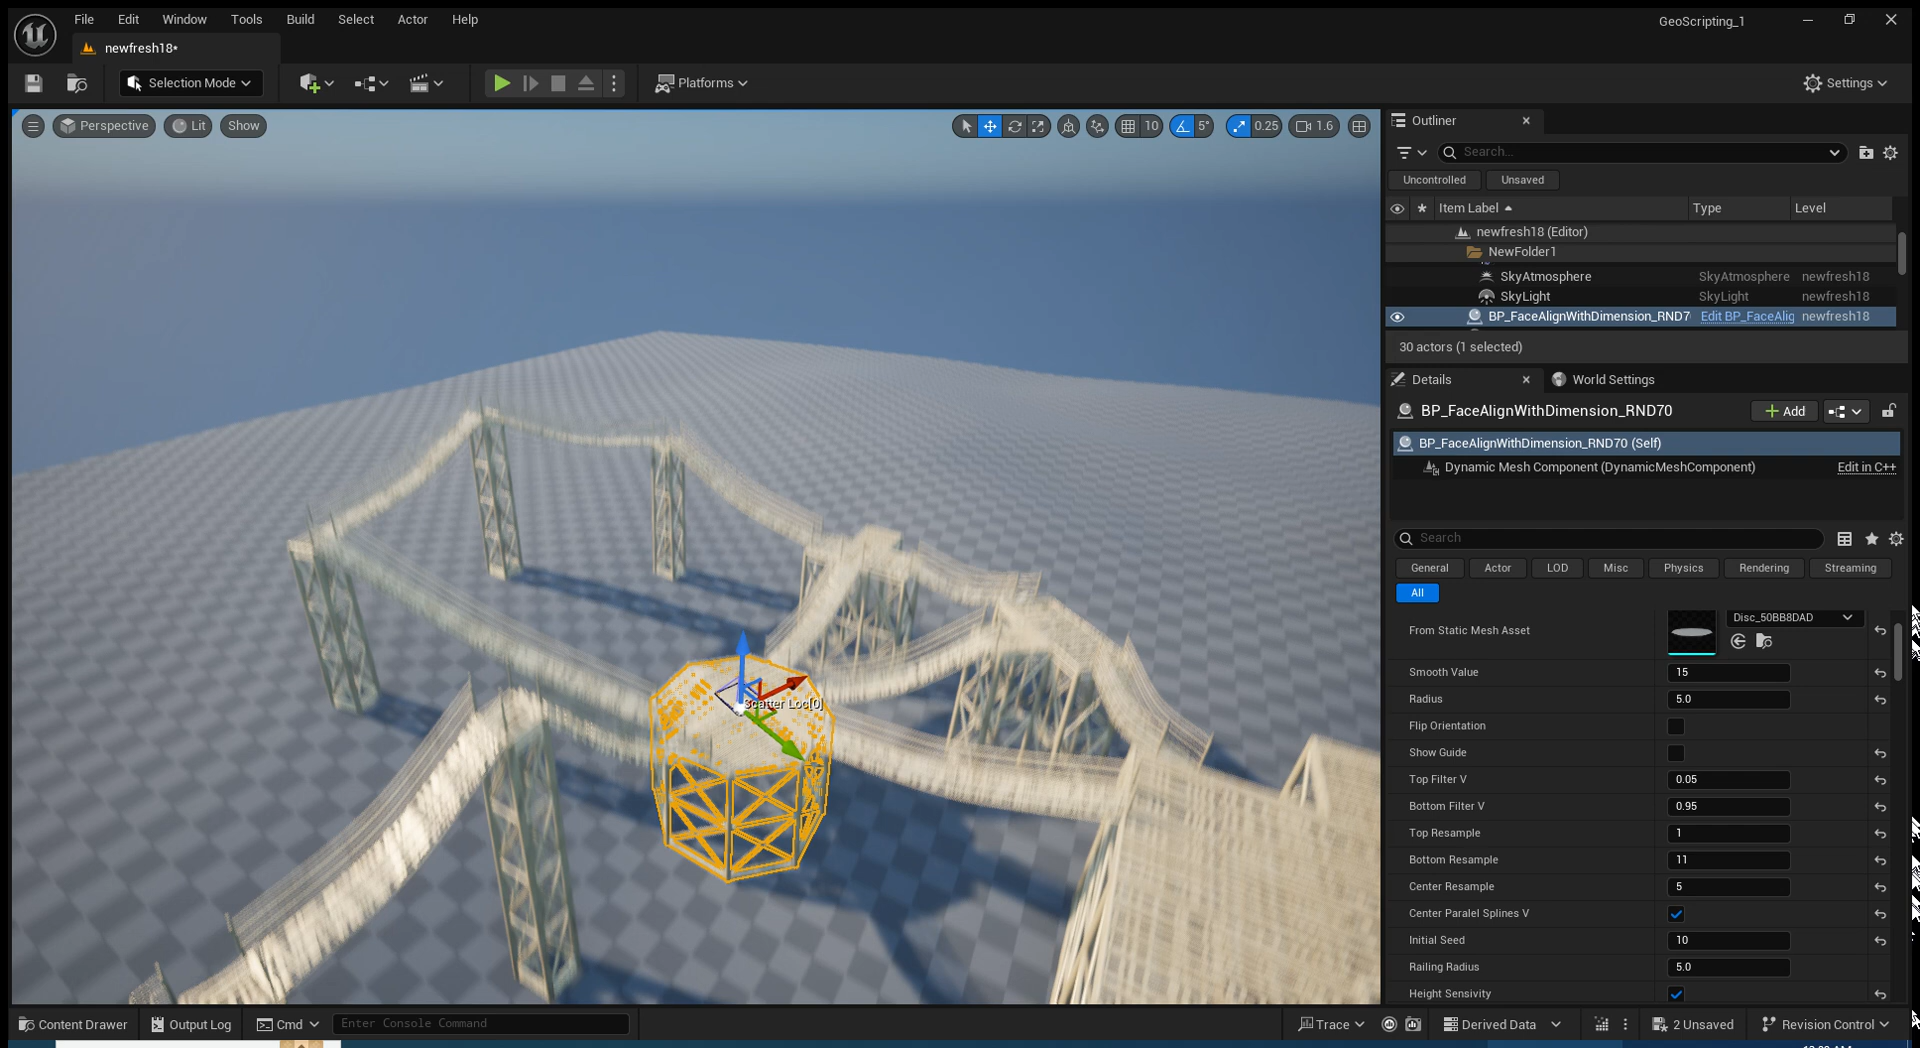 File Edit Window Tools Build Select Actor Help
GeoScripting_1
newfresh18*
Selection Mode
Platforms
Settings
Perspective Lit Show
10 5° 0.25 1.6
Outliner
Search...
Uncontrolled Unsaved
Item Label Type Level
newfresh18 (Editor)
NewFolder1
SkyAtmosphere SkyAtmosphere newfresh18
SkyLight SkyLight newfresh18
BP_FaceAlignWithDimension_RND7 Edit BP_FaceAlig newfresh18
30 actors (1 selected)
Details World Settings
BP_FaceAlignWithDimension_RND70 Add
BP_FaceAlignWithDimension_RND70 (Self)
Dynamic Mesh Component (DynamicMeshComponent) Edit in C++
Search
General Actor LOD Misc Physics Rendering Streaming
All
Disc_50BB8DAD
From Static Mesh Asset
Smooth Value 15
Radius 5.0
Scatter Loc[0]
Flip Orientation
Show Guide
Top Filter V 0.05
Bottom Filter V 0.95
Top Resample 1
Bottom Resample 11
Center Resample 5
Center Paralel Splines V
Initial Seed 10
Railing Radius 5.0
Height Sensivity
Content Drawer Output Log Cmd Enter Console Command Trace Derived Data 2 Unsaved Revision Control